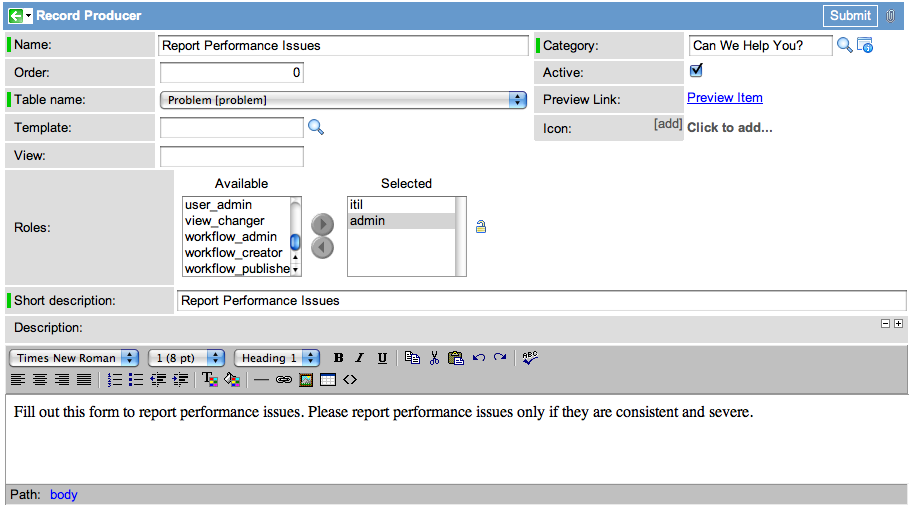 Record Producer Submit
Name: Report Performance Issues Category: Can We Help You?
Order: 0 Active:
Table name: Problem [problem] Preview Link: Preview Item
Template: Icon: [add] Click to add...
View:
Available Selected
Roles:
user_admin itil
view_changer admin
workflow_admin
workflow_creator
workflow_publishe
Short description: Report Performance Issues
Description:
Times New Roman 1 (8 pt) Heading 1 B I U ABC
Fill out this form to report performance issues. Please report performance issues only if they are consistent and severe.
Path: body